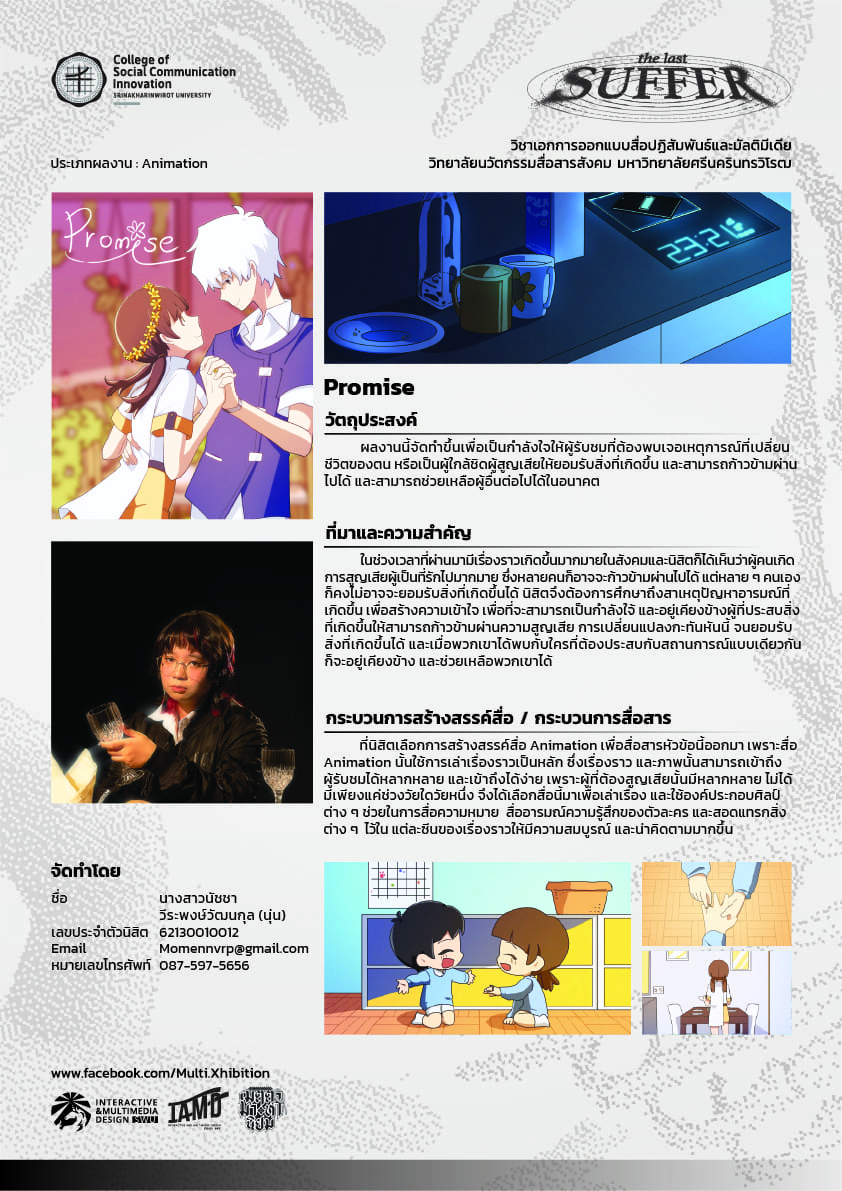 College of
Social Communication
Innovation
SRINAKHARINWIROT UNIVERSITY
the last
SUFFER
วิชาเอกการออกแบบสื่อปฏิสัมพันธ์และมัลติมีเดีย
ประเภทผลงาน : Animation
วิทยาลัยนวัตกรรมสื่อสารสังคม มหาวิทยาลัยศรีนครินทรวิโรฒ
Promise
23:21
Promise
วัตถุประสงค์
ผลงานนี้จัดทำขึ้นเพื่อเป็นกำลังใจให้ผู้รับชมที่ต้องพบเจอเหตุการณ์ที่เปลี่ยน
ชีวิตของตน หรือเป็นผู้ใกล้ชิดผู้สูญเสียให้ยอมรับสิ่งที่เกิดขึ้น และสามารถก้าวข้ามผ่าน
ไปได้ และสามารถช่วยเหลือผู้อื่นต่อไปได้ในอนาคต
ที่มาและความสำคัญ
ในช่วงเวลาที่ผ่านมามีเรื่องราวเกิดขึ้นมากมายในสังคมและนิสิตก็ได้เห็นว่าผู้คนเกิด
การสูญเสียผู้เป็นที่รักไปมากมาย ซึ่งหลายคนก็อาจจะก้าวข้ามผ่านไปได้ แต่หลาย ๆ คนเอง
ก็คงไม่อาจจะยอมรับสิ่งที่เกิดขึ้นได้ นิสิตจึงต้องการศึกษาถึงสาเหตุปัญหาอารมณ์ที่
เกิดขึ้น เพื่อสร้างความเข้าใจ เพื่อที่จะสามารถเป็นกำลังใจ้ และอยู่เคียงข้างผู้ที่ประสบสิ่ง
ที่เกิดขึ้นให้สามารถก้าวข้ามผ่านความสูญเสีย การเปลี่ยนแปลงกะทันหันนี้ จนยอมรับ
สิ่งที่เกิดขึ้นได้ และเมื่อพวกเขาได้พบกับใครที่ต้องประสบกับสถานการณ์แบบเดียวกัน
ก็จะอยู่เคียงข้าง และช่วยเหลือพวกเขาได้
กระบวนการสร้างสรรค์สื่อ / กระบวนการสื่อสาร
ที่นิสิตเลือกการสร้างสรรค์สื่อ Animation เพื่อสื่อสารหัวข้อนี้ออกมา เพราะสื่อ
Animation นั้นใช้การเล่าเรื่องราวเป็นหลัก ซึ่งเรื่องราว และภาพนั้นสามารถเข้าถึง
ผู้รับชมได้หลากหลาย และเข้าถึงได้ง่าย เพราะผู้ที่ต้องสูญเสียนั้นมีหลากหลาย ไม่ได้
มีเพียงแค่ช่วงวัยใดวัยหนึ่ง จึงได้เลือกสื่อนี้มาเพื่อเล่าเรื่อง และใช้องค์ประกอบศิลป์
ต่าง ๆ ช่วยในการสื่อความหมาย สื่ออารมณ์ความรู้สึกของตัวละคร และสอดแทรกสิ่ง
ต่าง ๆ ไว้ใน แต่ละซีนของเรื่องราวให้มีความสมบูรณ์ และน่าคิดตามมากขึ้น
จัดทำโดย
ชื่อ นางสาวนัชชา
วีระพงษ์วัฒนกุล (นุ่น)
เลขประจำตัวนิสิต 62130010012
Email Momennvrp@gmail.com
หมายเลขโทรศัพท์ 087-597-5656
www.facebook.com/Multi.Xhibition
INTERACTIVE
&MULTIMEDIA
DESIGN SWU
IAMD